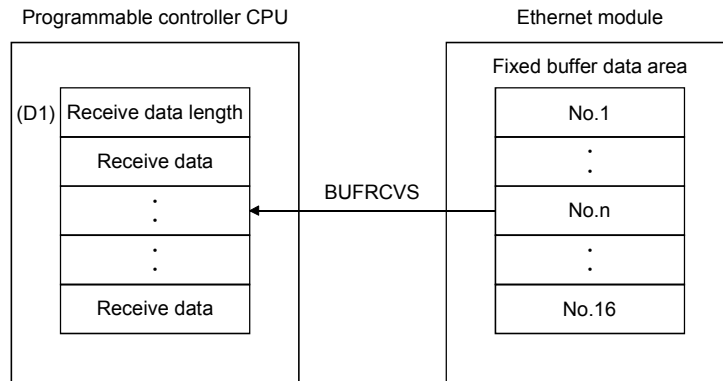 Programmable controller CPU
Ethernet module
Fixed buffer data area
(D1) Receive data length
No.1
Receive data
:
:
BUFRCVS
No.n
:
:
Receive data
No.16